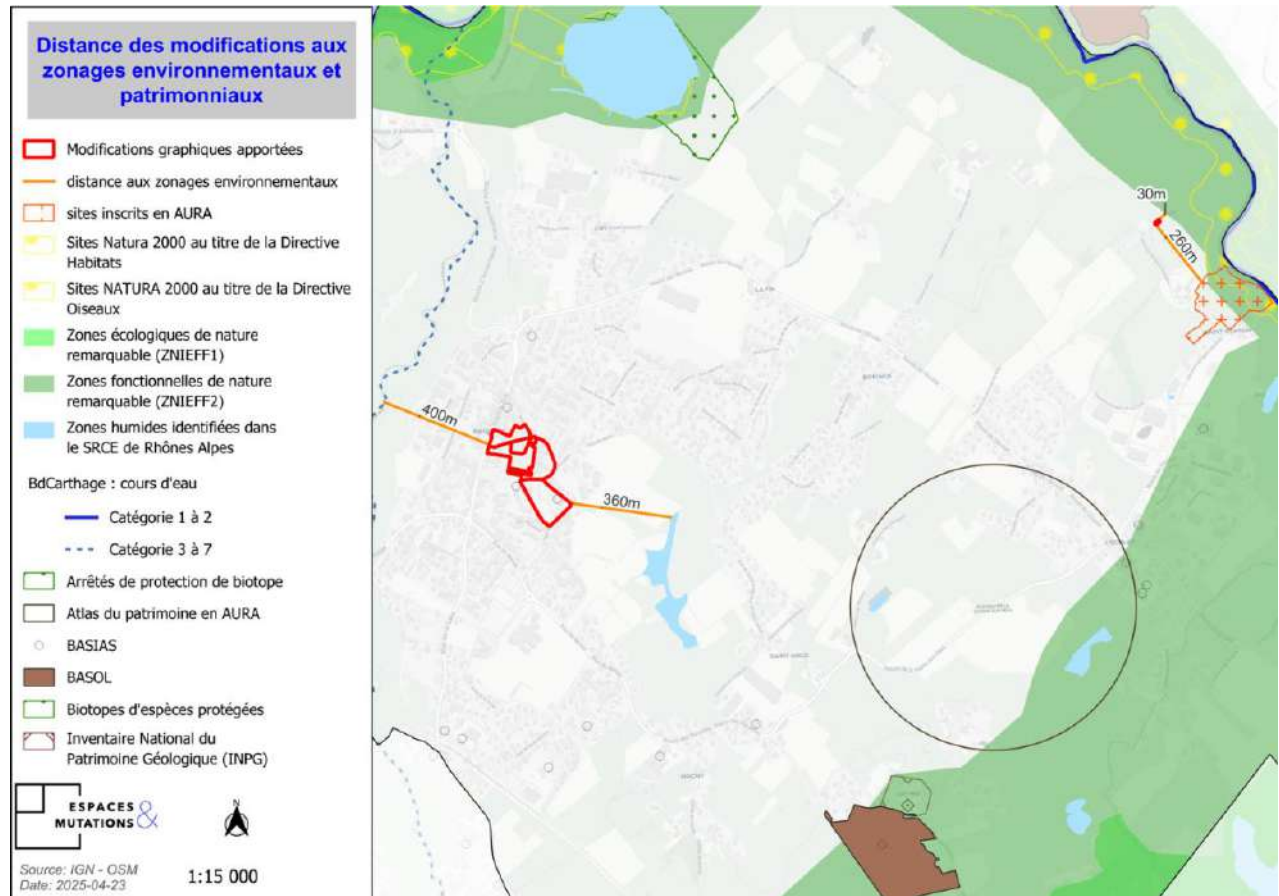 Distance des modifications aux
zonages environnementaux et
patrimonniaux
Modifications graphiques apportées
distance aux zonages environnementaux
sites inscrits en AURA
Sites Natura 2000 au titre de la Directive
Habitats
Sites NATURA 2000 au titre de la Directive
Oiseaux
Zones écologiques de nature
remarquable (ZNIEFF1)
Zones fonctionnelles de nature
remarquable (ZNIEFF2)
Zones humides identifiées dans
le SRCE de Rhônes Alpes
BdCarthage : cours d'eau
Catégorie 1 à 2
Catégorie 3 à 7
Arrêtés de protection de biotope
Atlas du patrimoine en AURA
BASIAS
BASOL
Biotopes d'espèces protégées
Inventaire National du
Patrimoine Géologique (INPG)
ESPACES
MUTATIONS &
N
Source: IGN - OSM
Date: 2025-04-23
1:15 000
30m
260m
400m
360m